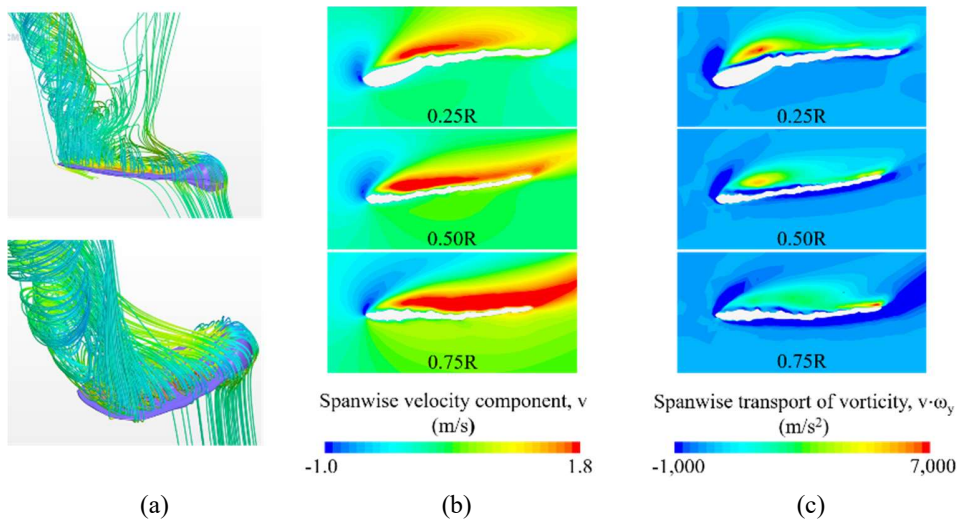 0.25R
0.50R
0.75R
Spanwise velocity component, v
(m/s)
-1.0 1.8
0.25R
0.50R
0.75R
Spanwise transport of vorticity, v·ω_y
(m/s²)
-1,000 7,000
(a) (b) (c)